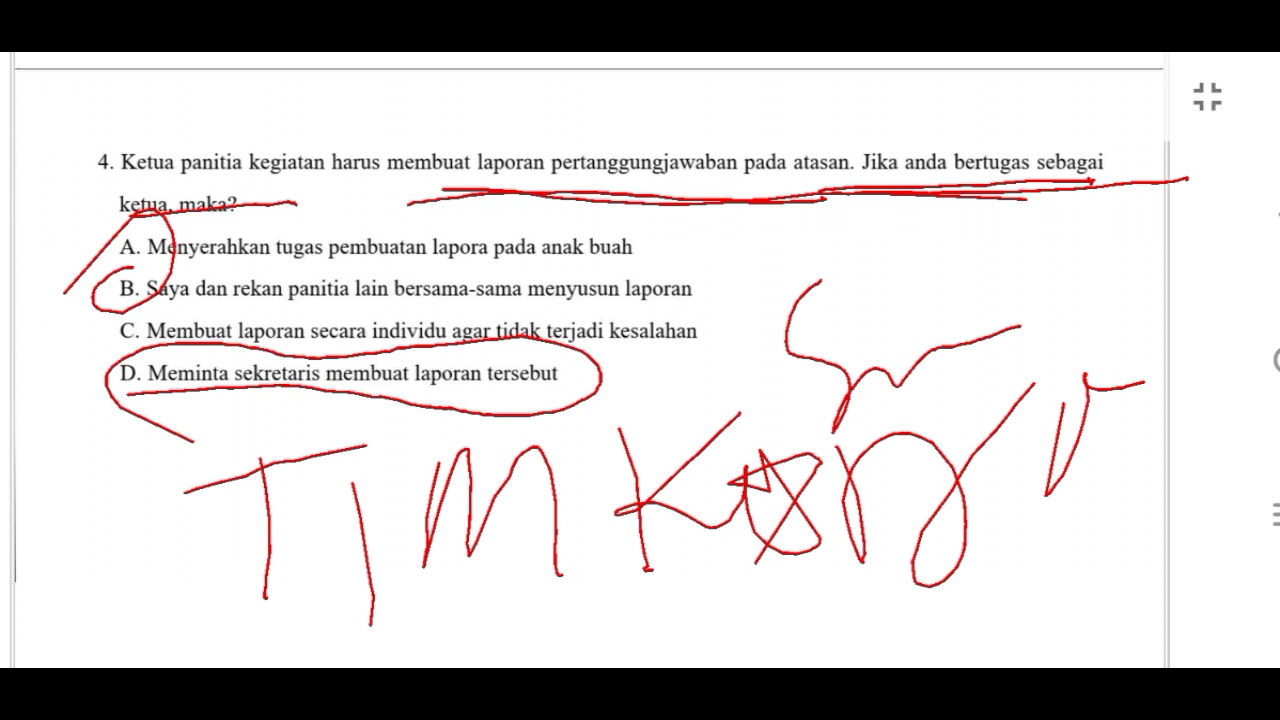 4. Ketua panitia kegiatan harus membuat laporan pertanggungjawaban pada atasan. Jika anda bertugas sebagai
ketua, maka?
A. Menyerahkan tugas pembuatan lapora pada anak buah
B. Saya dan rekan panitia lain bersama-sama menyusun laporan
C. Membuat laporan secara individu agar tidak terjadi kesalahan
D. Meminta sekretaris membuat laporan tersebut
TIM